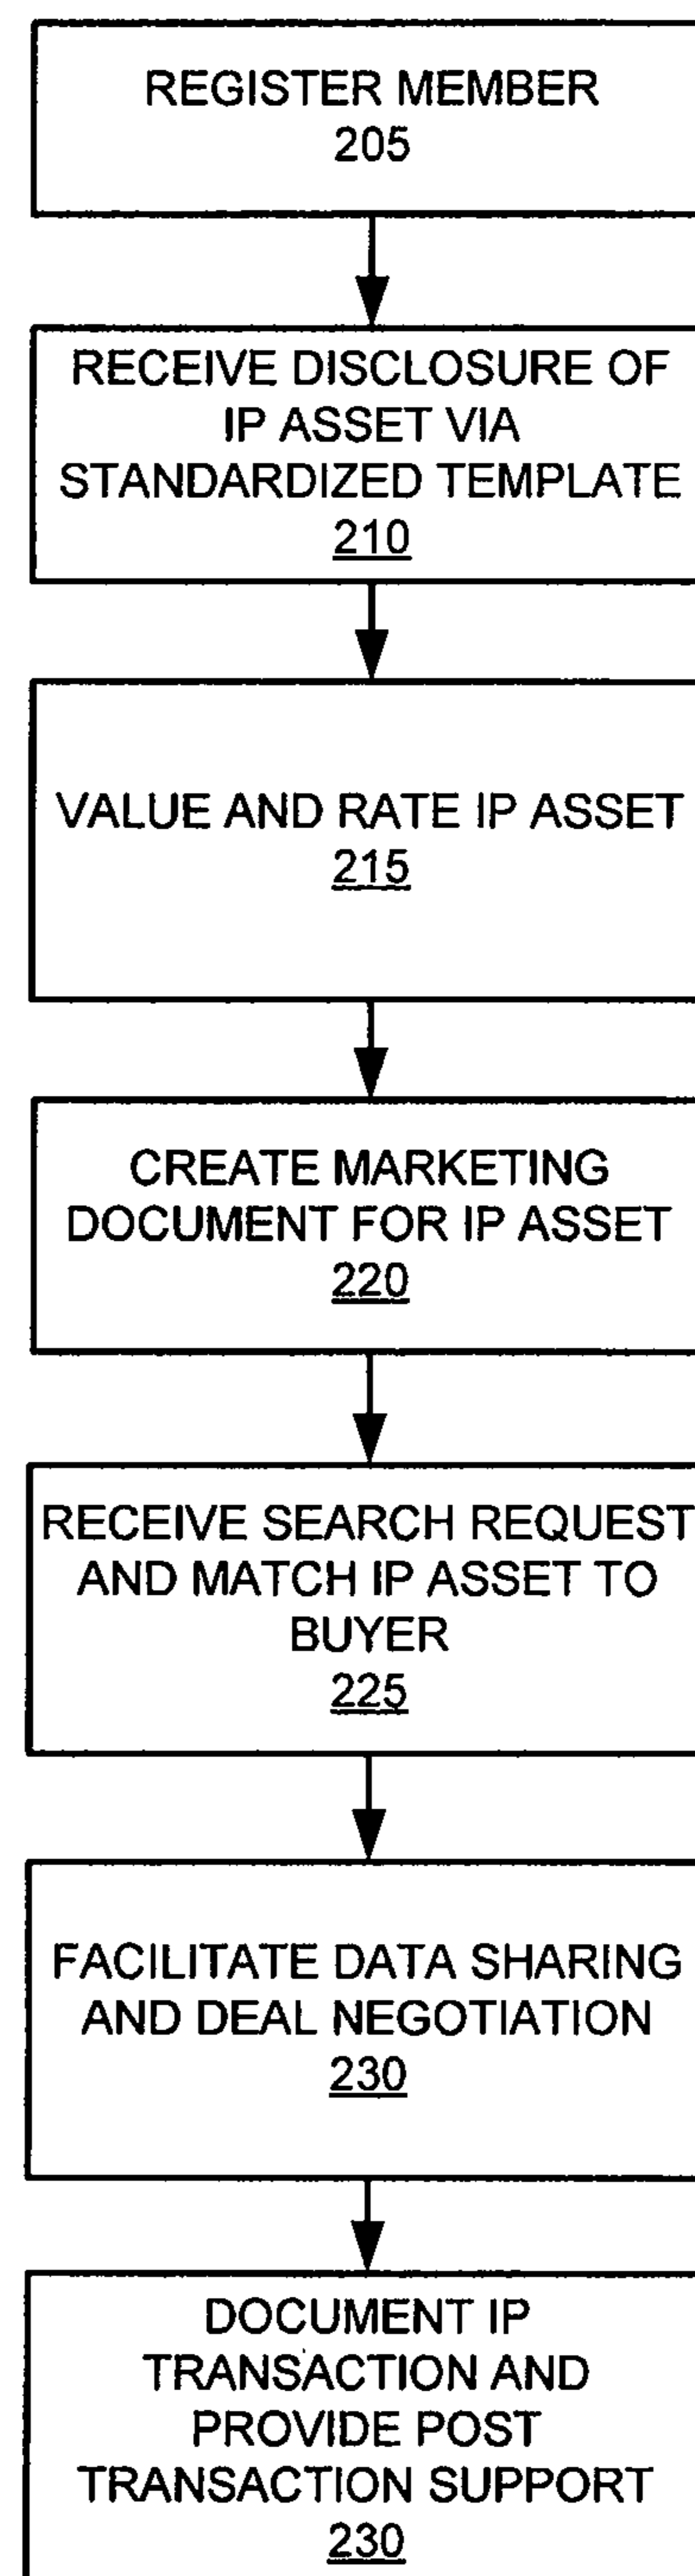 REGISTER MEMBER
205
RECEIVE DISCLOSURE OF
IP ASSET VIA
STANDARDIZED TEMPLATE
210
VALUE AND RATE IP ASSET
215
CREATE MARKETING
DOCUMENT FOR IP ASSET
220
RECEIVE SEARCH REQUEST
AND MATCH IP ASSET TO
BUYER
225
FACILITATE DATA SHARING
AND DEAL NEGOTIATION
230
DOCUMENT IP
TRANSACTION AND
PROVIDE POST
TRANSACTION SUPPORT
230